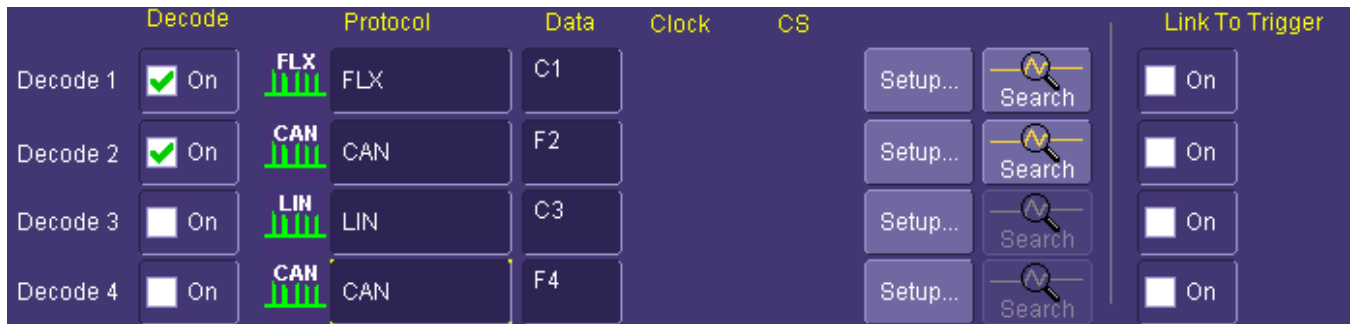 Decode Protocol Data Clock CS Link To Trigger
Decode 1 On FLX FLX C1 Setup... Search On
Decode 2 On CAN CAN F2 Setup... Search On
Decode 3 On LIN LIN C3 Setup... Search On
Decode 4 On CAN CAN F4 Setup... Search On